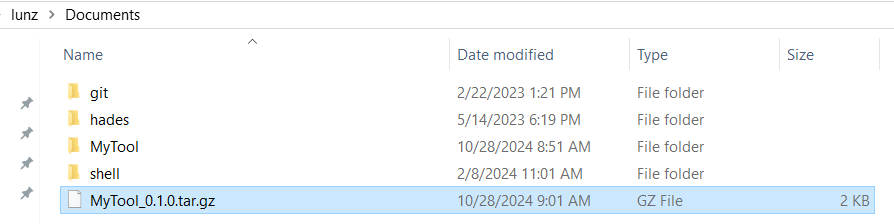 lunz > Documents
Name Date modified Type Size
git 2/22/2023 1:21 PM File folder
hades 5/14/2023 6:19 PM File folder
MyTool 10/28/2024 8:51 AM File folder
shell 2/8/2024 11:01 AM File folder
MyTool_0.1.0.tar.gz 10/28/2024 9:01 AM GZ File 2 KB